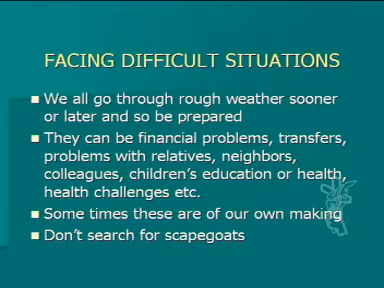 FACING DIFFICULT SITUATIONS
We all go through rough weather sooner
or later and so be prepared
They can be financial problems, transfers,
problems with relatives, neighbors,
colleagues, children's education or health,
health challenges etc.
Some times these are of our own making
Don't search for scapegoats